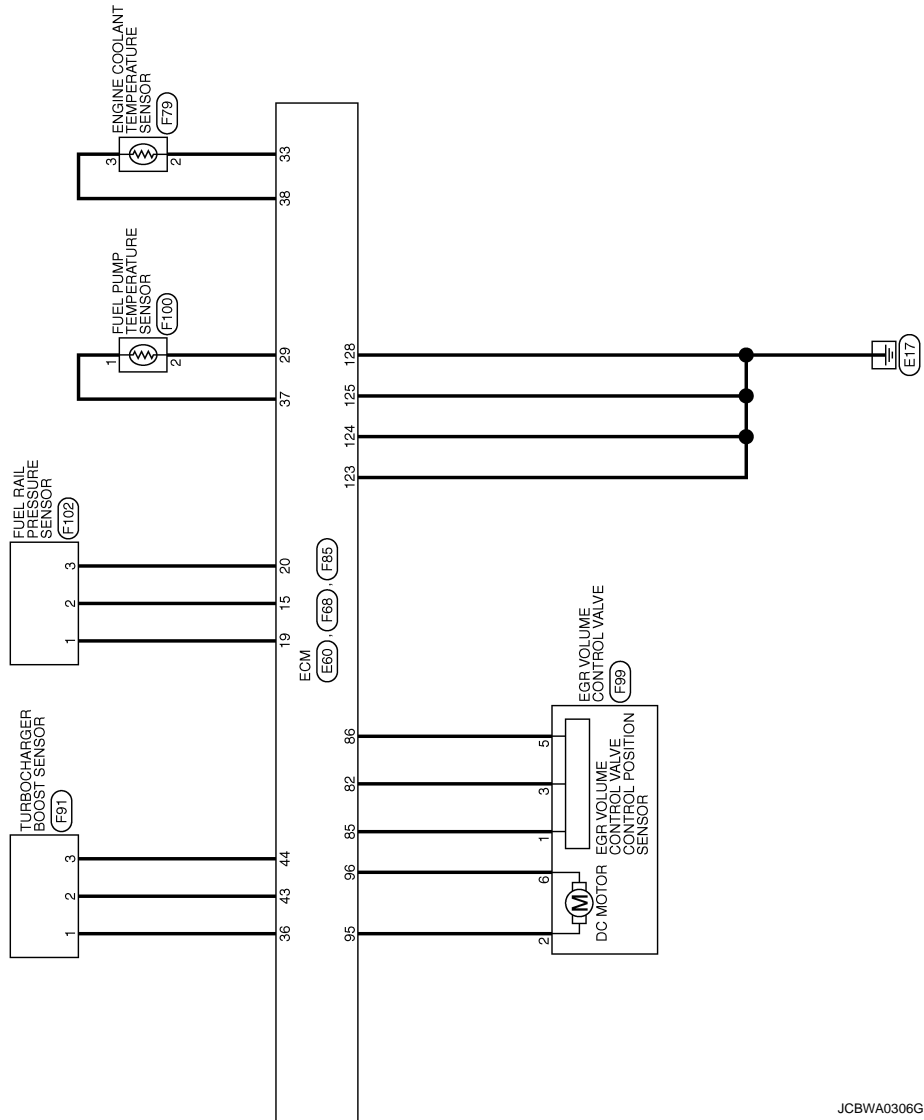 TURBOCHARGER
BOOST SENSOR
F91
1
2
3
36
43
44
FUEL RAIL
PRESSURE
SENSOR
F102
1
2
3
19
15
20
FUEL PUMP
TEMPERATURE
SENSOR
F100
1
2
37
29
ENGINE COOLANT
TEMPERATURE
SENSOR
F79
3
2
38
33
ECM
E60 , F68 , F85
95
96
85
82
86
123
124
125
128
2
6
1
3
5
M
DC MOTOR
EGR VOLUME
CONTROL VALVE
CONTROL POSITION
SENSOR
EGR VOLUME
CONTROL VALVE
F99
E17
JCBWA0306G